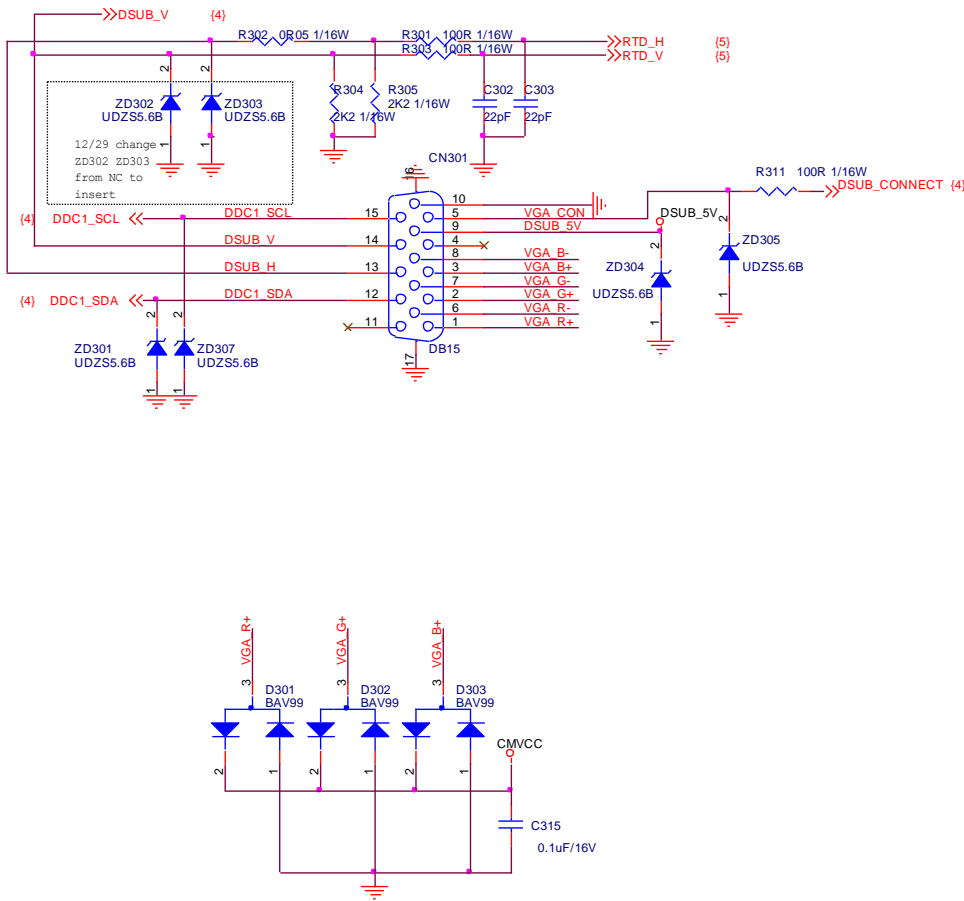 DSUB_V {4}
R302 0R05 1/16W
R301 100R 1/16W
R303 100R 1/16W
RTD_H {5}
RTD_V {5}
2
2
ZD302
UDZS5.6B
ZD303
UDZS5.6B
R304
2K2 1/16W
R305
2K2 1/16W
C302
22pF
C303
22pF
1
1
12/29 change
ZD302 ZD303
from NC to
insert
CN301
16
R311 100R 1/16W
DSUB_CONNECT {4}
{4} DDC1_SCL
DDC1_SCL
15
DSUB_V
14
DSUB_H
13
{4} DDC1_SDA
DDC1_SDA
12
11
10
5
VGA_CON
9
DSUB_5V
4
8
VGA_B-
3
VGA_B+
7
VGA_G-
2
VGA_G+
6
VGA_R-
1
VGA_R+
DSUB_5V
2
ZD304
UDZS5.6B
1
2
ZD305
UDZS5.6B
1
2
2
ZD301
UDZS5.6B
ZD307
UDZS5.6B
1
1
DB15
17
VGA_R+
VGA_G+
VGA_B+
3
3
3
D301
BAV99
D302
BAV99
D303
BAV99
2
1
2
1
2
1
CMVCC
C315
0.1uF/16V